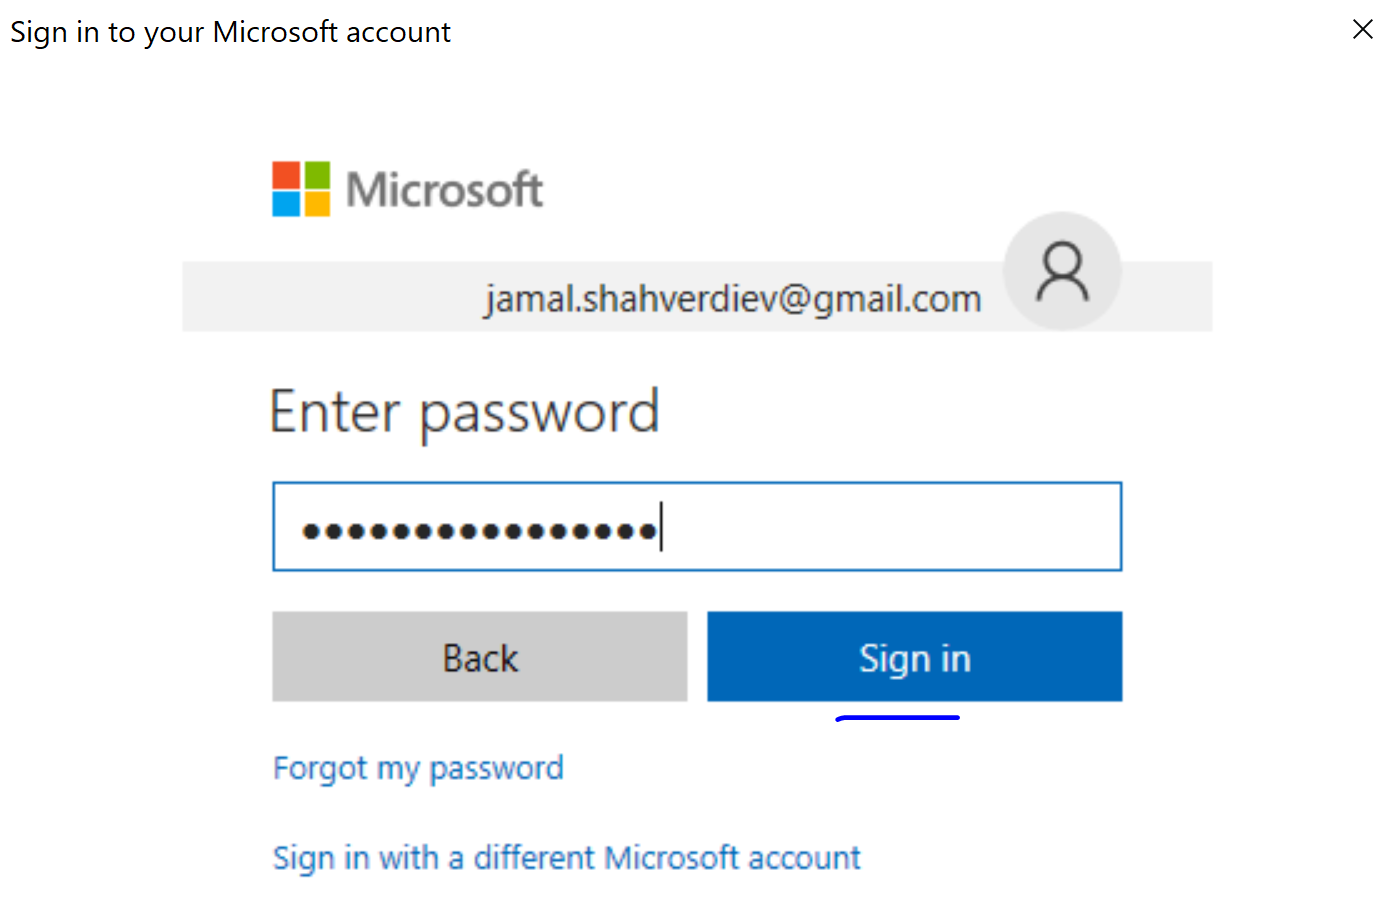 Sign in to your Microsoft account
Microsoft
jamal.shahverdiev@gmail.com
Enter password
●●●●●●●●●●●●●●●●
Back
Sign in
Forgot my password
Sign in with a different Microsoft account